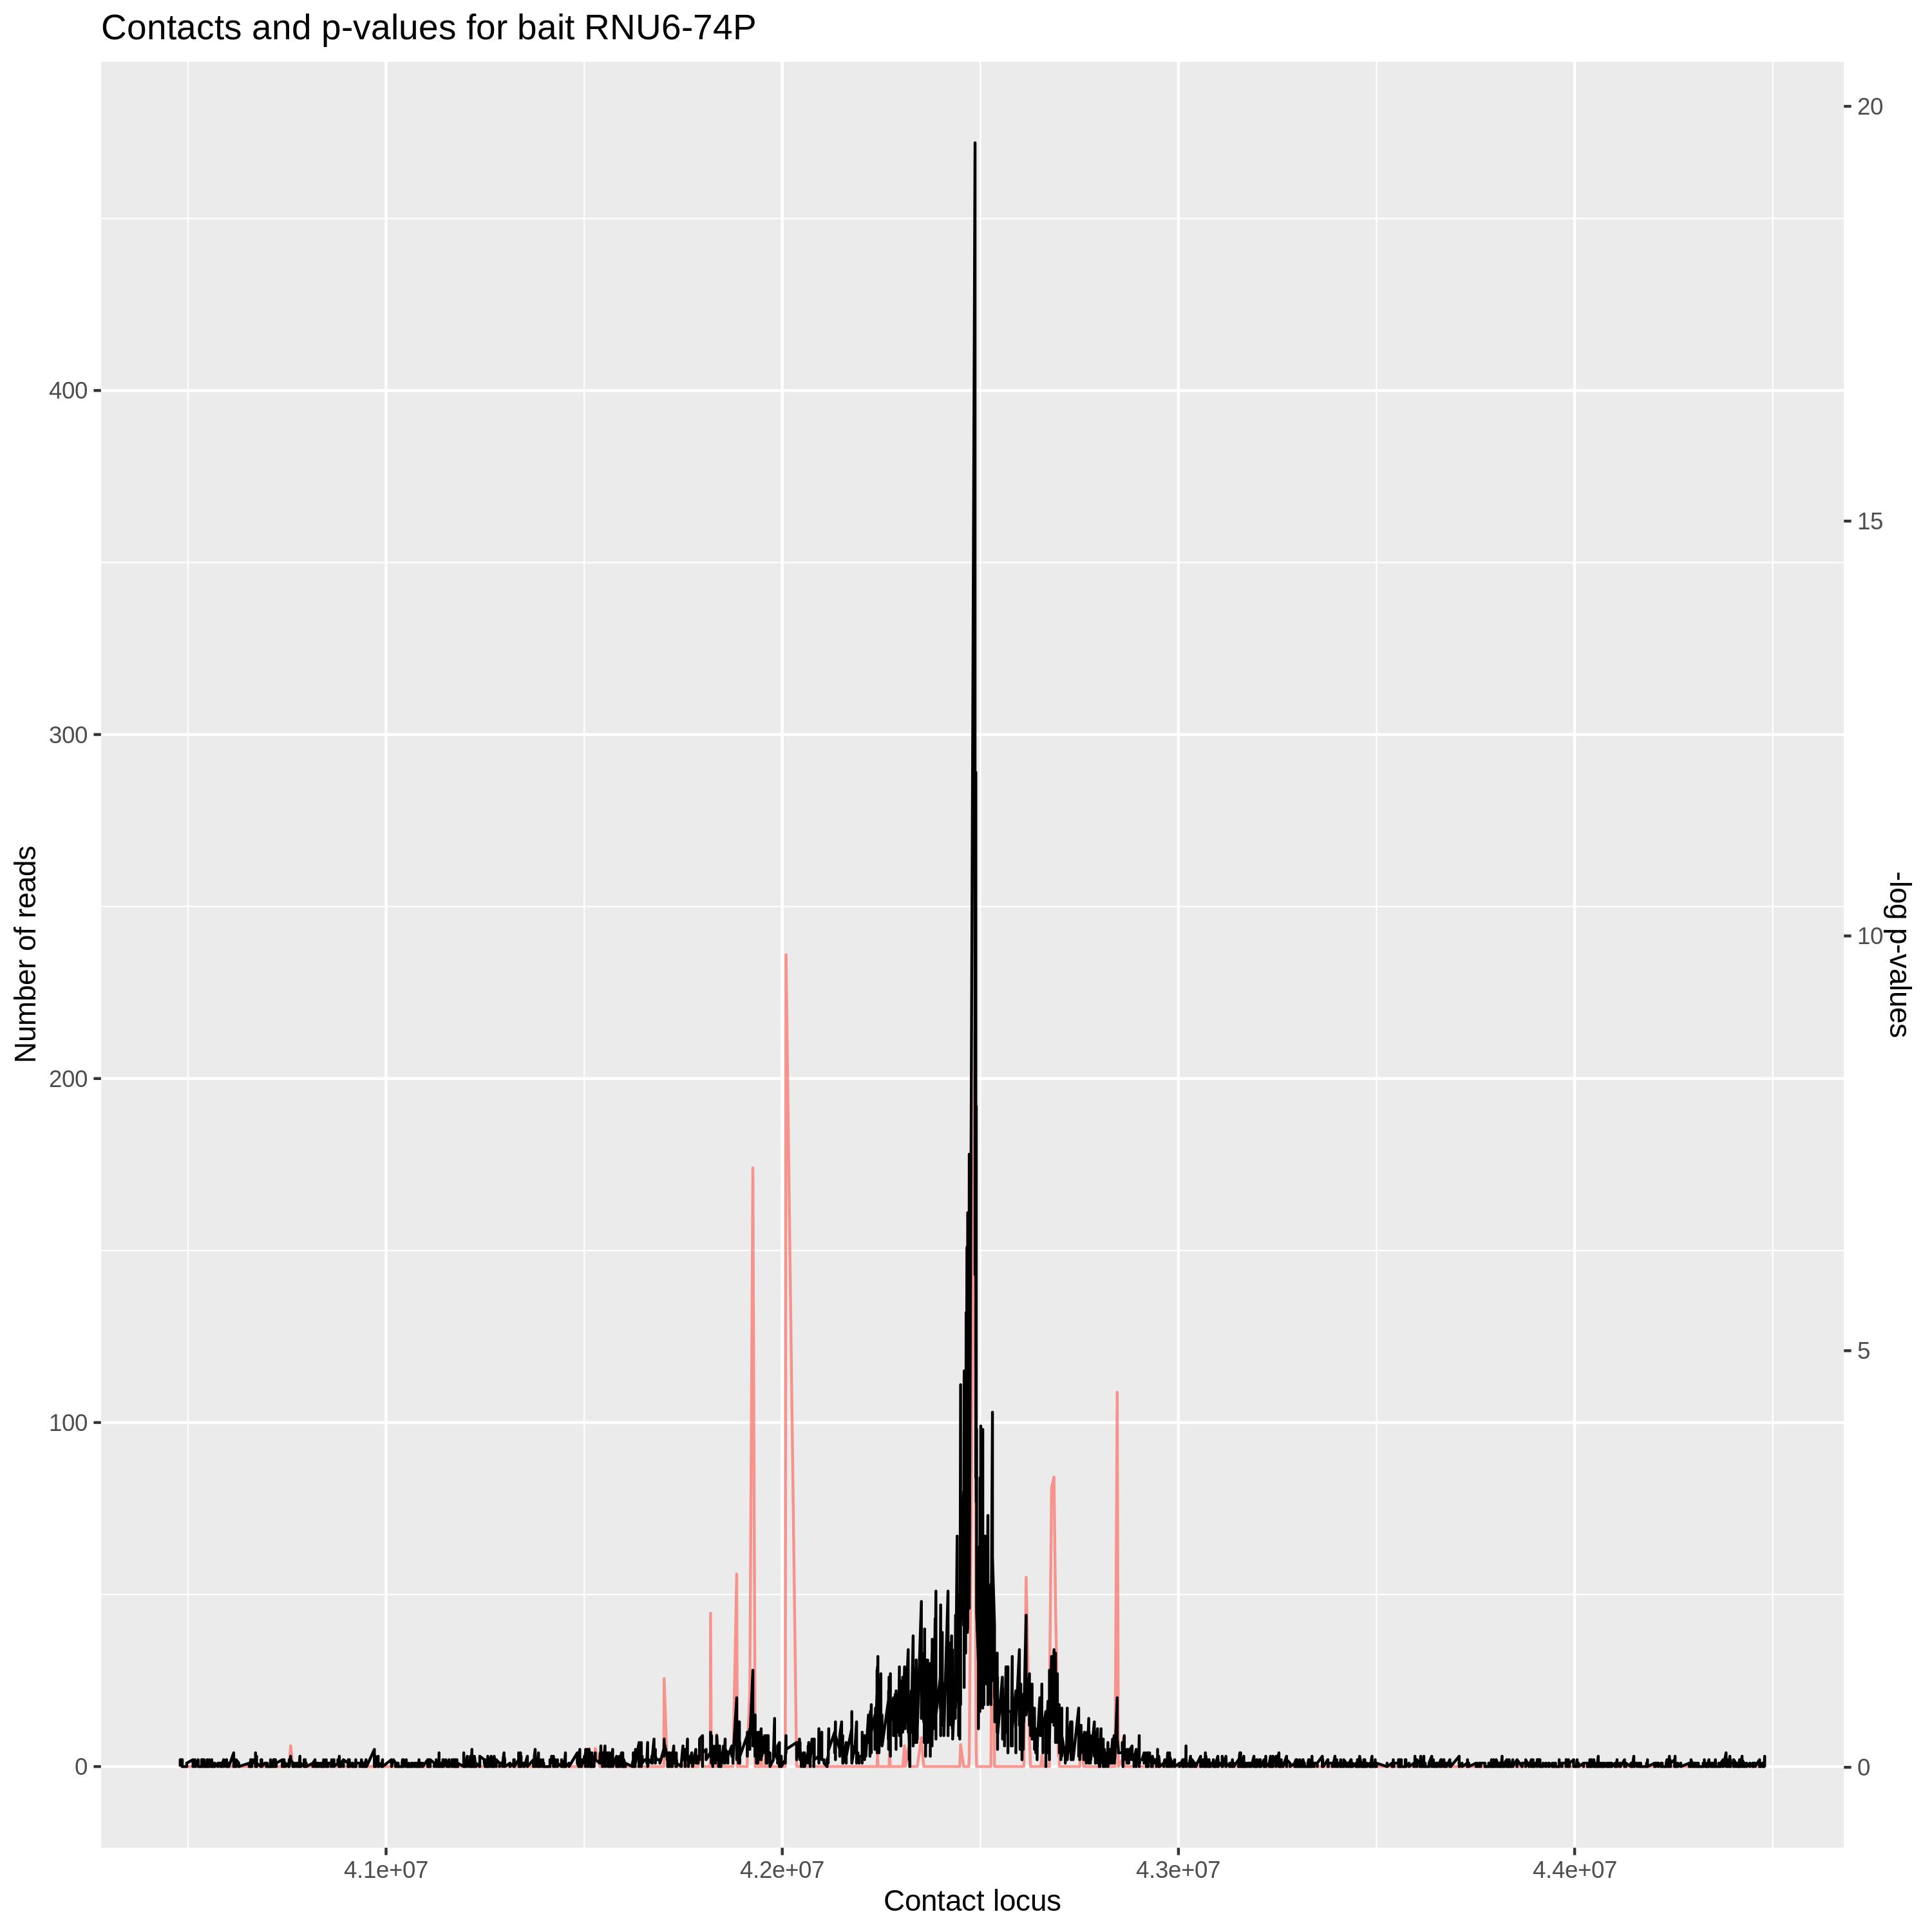 Contacts and p-values for bait RNU6-74P
20
15
10
5
0
-log p-values
400
300
200
100
0
Number of reads
4.1e+07
4.2e+07
4.3e+07
4.4e+07
Contact locus